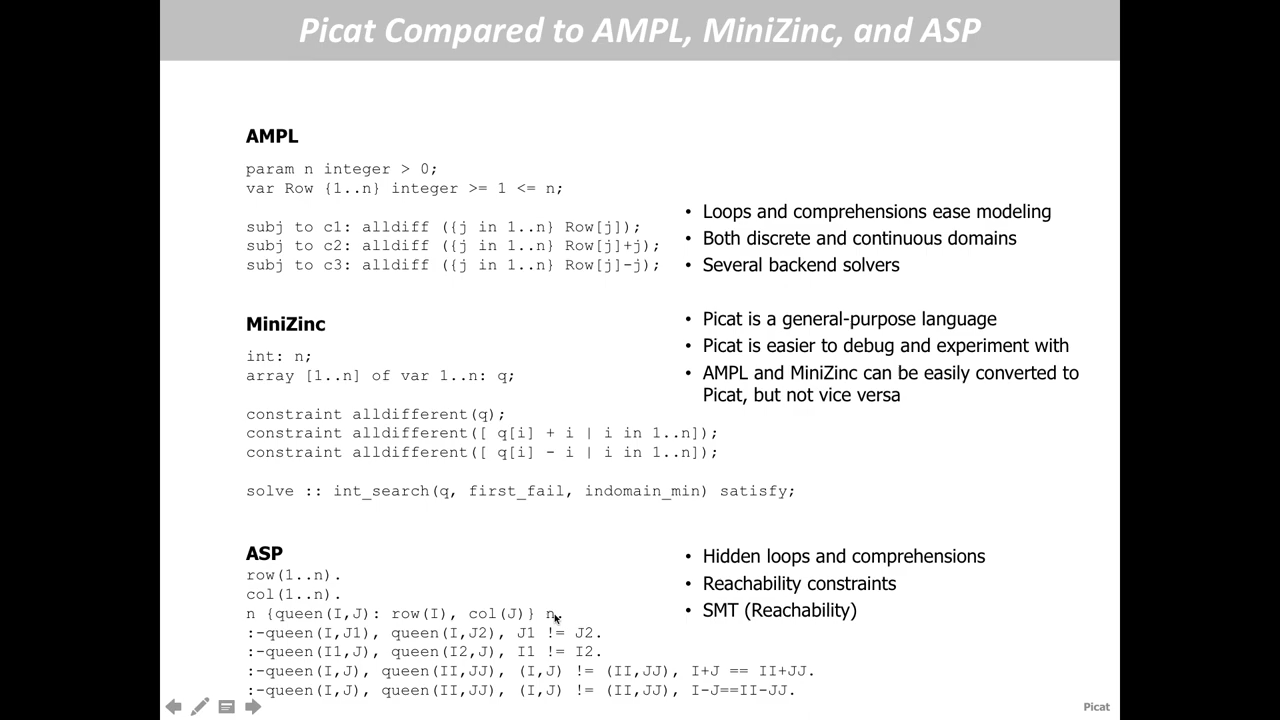 Picat Compared to AMPL, MiniZinc, and ASP
AMPL
param n integer > 0;
var Row {1..n} integer >= 1 <= n;
subj to c1: alldiff ({j in 1..n} Row[j]);
subj to c2: alldiff ({j in 1..n} Row[j]+j);
subj to c3: alldiff ({j in 1..n} Row[j]-j);
• Loops and comprehensions ease modeling
• Both discrete and continuous domains
• Several backend solvers
MiniZinc
int: n;
array [1..n] of var 1..n: q;
constraint alldifferent(q);
constraint alldifferent([ q[i] + i | i in 1..n]);
constraint alldifferent([ q[i] - i | i in 1..n]);
solve :: int_search(q, first_fail, indomain_min) satisfy;
• Picat is a general-purpose language
• Picat is easier to debug and experiment with
• AMPL and MiniZinc can be easily converted to
Picat, but not vice versa
ASP
row(1..n).
col(1..n).
n {queen(I,J): row(I), col(J)} n.
:-queen(I,J1), queen(I,J2), J1 != J2.
:-queen(I1,J), queen(I2,J), I1 != I2.
:-queen(I,J), queen(II,JJ), (I,J) != (II,JJ), I+J == II+JJ.
:-queen(I,J), queen(II,JJ), (I,J) != (II,JJ), I-J==II-JJ.
• Hidden loops and comprehensions
• Reachability constraints
• SMT (Reachability)
Picat